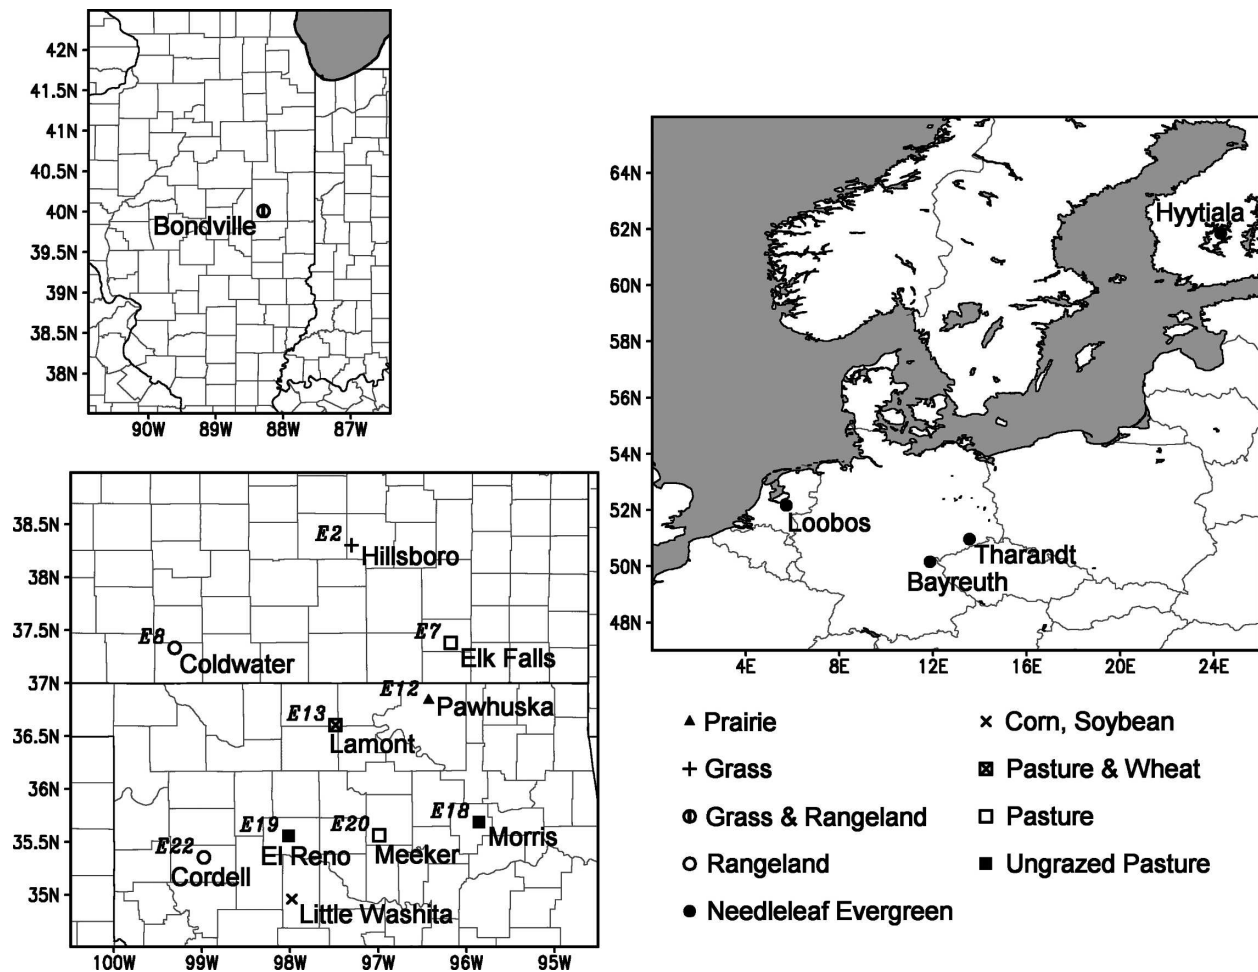 42N
41.5N
41N
40.5N
40N
39.5N
39N
38.5N
38N
Bondville
90W 89W 88W 87W
64N
62N
60N
58N
56N
54N
52N
50N
48N
Hyytiala
Loobos
Tharandt
Bayreuth
4E 8E 12E 16E 20E 24E
38.5N
38N
37.5N
37N
36.5N
36N
35.5N
35N
E2
Hillsboro
E8
Coldwater
E7
Elk Falls
E12
Pawhuska
E13
Lamont
E18
Morris
E19
El Reno
E20
Meeker
E22
Cordell
Little Washita
100W 99W 98W 97W 96W 95W
Prairie
Grass
Grass & Rangeland
Rangeland
Needleleaf Evergreen
Corn, Soybean
Pasture & Wheat
Pasture
Ungrazed Pasture